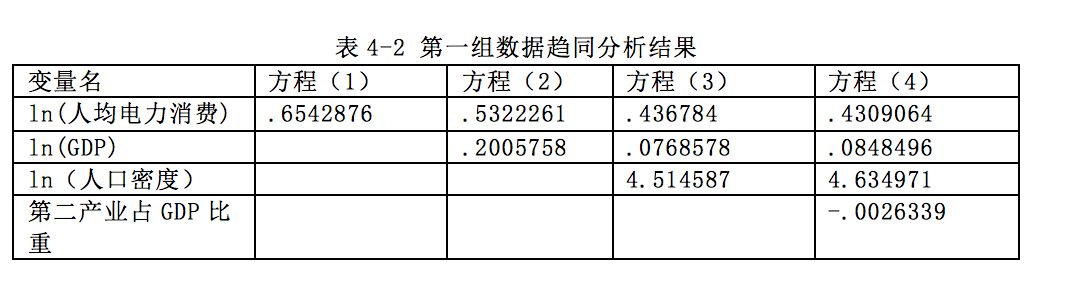 表 4-2 第一组数据趋同分析结果
变量名 方程（1） 方程（2） 方程（3） 方程（4）
ln(人均电力消费) .6542876 .5322261 .436784 .4309064
ln(GDP) .2005758 .0768578 .0848496
ln（人口密度） 4.514587 4.634971
第二产业占 GDP 比 -.0026339
重